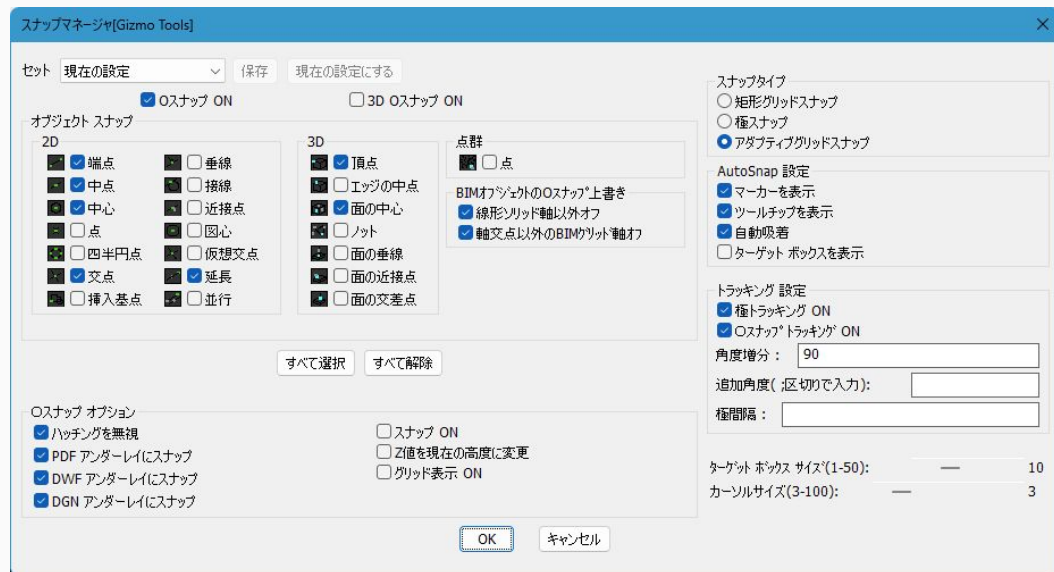 スナップマネージャ[Gizmo Tools]
セット 現在の設定 保存 現在の設定にする
Oスナップ ON 3D Oスナップ ON
オブジェクト スナップ
2D
端点 垂線
中点 接線
中心 近接点
点 図心
四半円点 仮想交点
交点 延長
挿入基点 並行
3D
頂点
エッジの中点
面の中心
ノット
面の垂線
面の近接点
面の交差点
点群
点
BIMオブジェクトのOスナップ上書き
線形ソリッド軸以外オフ
軸交点以外のBIMグリッド軸オフ
すべて選択 すべて解除
Oスナップ オプション
ハッチングを無視
PDF アンダーレイにスナップ
DWF アンダーレイにスナップ
DGN アンダーレイにスナップ
スナップ ON
Z値を現在の高度に変更
グリッド表示 ON
スナップタイプ
矩形グリッドスナップ
極スナップ
アダプティブグリッドスナップ
AutoSnap 設定
マーカーを表示
ツールチップを表示
自動吸着
ターゲット ボックスを表示
トラッキング 設定
極トラッキング ON
Oスナップトラッキング ON
角度増分: 90
追加角度( ;区切りで入力):
極間隔:
ターゲット ボックス サイズ(1-50): 10
カーソルサイズ(3-100): 3
OK キャンセル